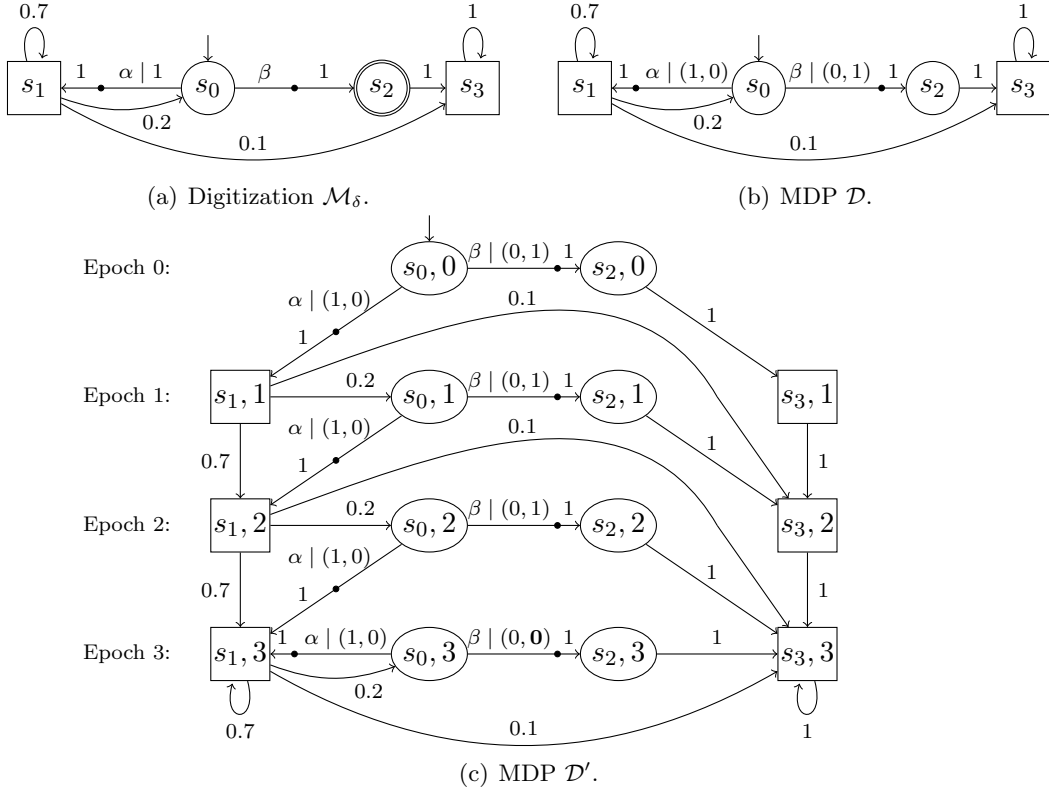 0.7 1 0.7 1
s₁ 1 α | 1 s₀ β 1 s₂ 1 s₃ s₁ 1 α | (1, 0) s₀ β | (0, 1) 1 s₂ 1 s₃
0.2 0.2
0.1 0.1
(a) Digitization 𝓜_δ. (b) MDP 𝒟.
Epoch 0: s₀, 0 β | (0, 1) 1 s₂, 0
α | (1, 0) 0.1
1 1
Epoch 1: s₁, 1 0.2 s₀, 1 β | (0, 1) 1 s₂, 1 s₃, 1
α | (1, 0) 0.1
0.7 1 1 1
Epoch 2: s₁, 2 0.2 s₀, 2 β | (0, 1) 1 s₂, 2 s₃, 2
α | (1, 0)
0.7 1 1 1
Epoch 3: s₁, 3 1 α | (1, 0) s₀, 3 β | (0, 𝟎) 1 s₂, 3 1 s₃, 3
0.2
0.7 0.1 1
(c) MDP 𝒟′.